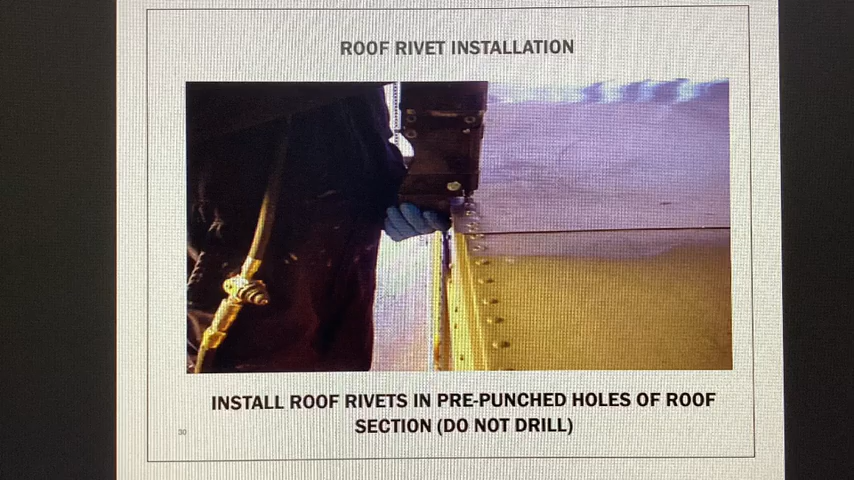 ROOF RIVET INSTALLATION
INSTALL ROOF RIVETS IN PRE-PUNCHED HOLES OF ROOF
SECTION (DO NOT DRILL)
30